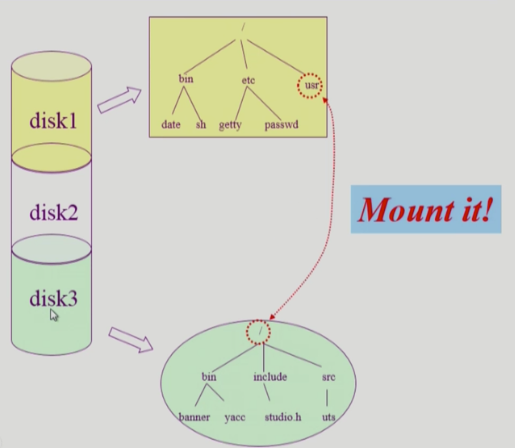 /
bin etc usr
date sh getty passwd
disk1
disk2
disk3
Mount it!
/
bin include src
banner yacc studio.h uts